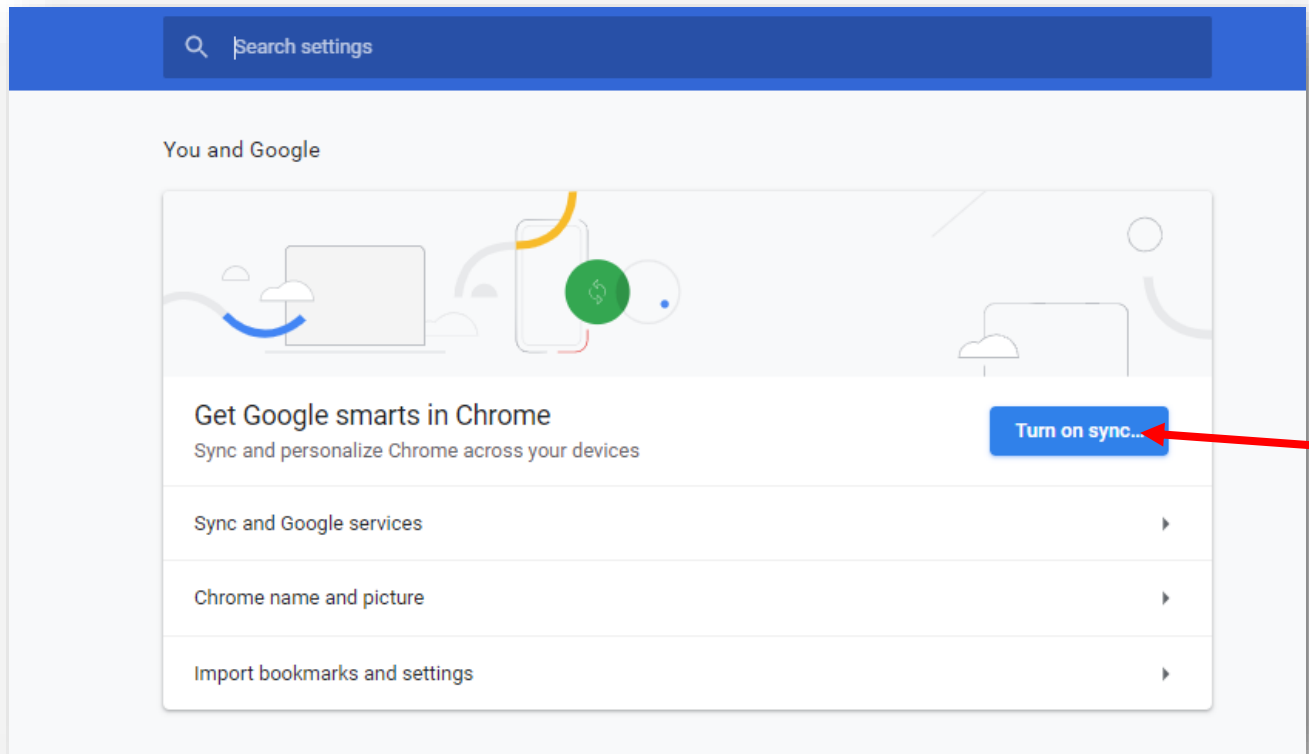 Search settings
You and Google
Get Google smarts in Chrome
Sync and personalize Chrome across your devices
Turn on sync...
Sync and Google services
Chrome name and picture
Import bookmarks and settings